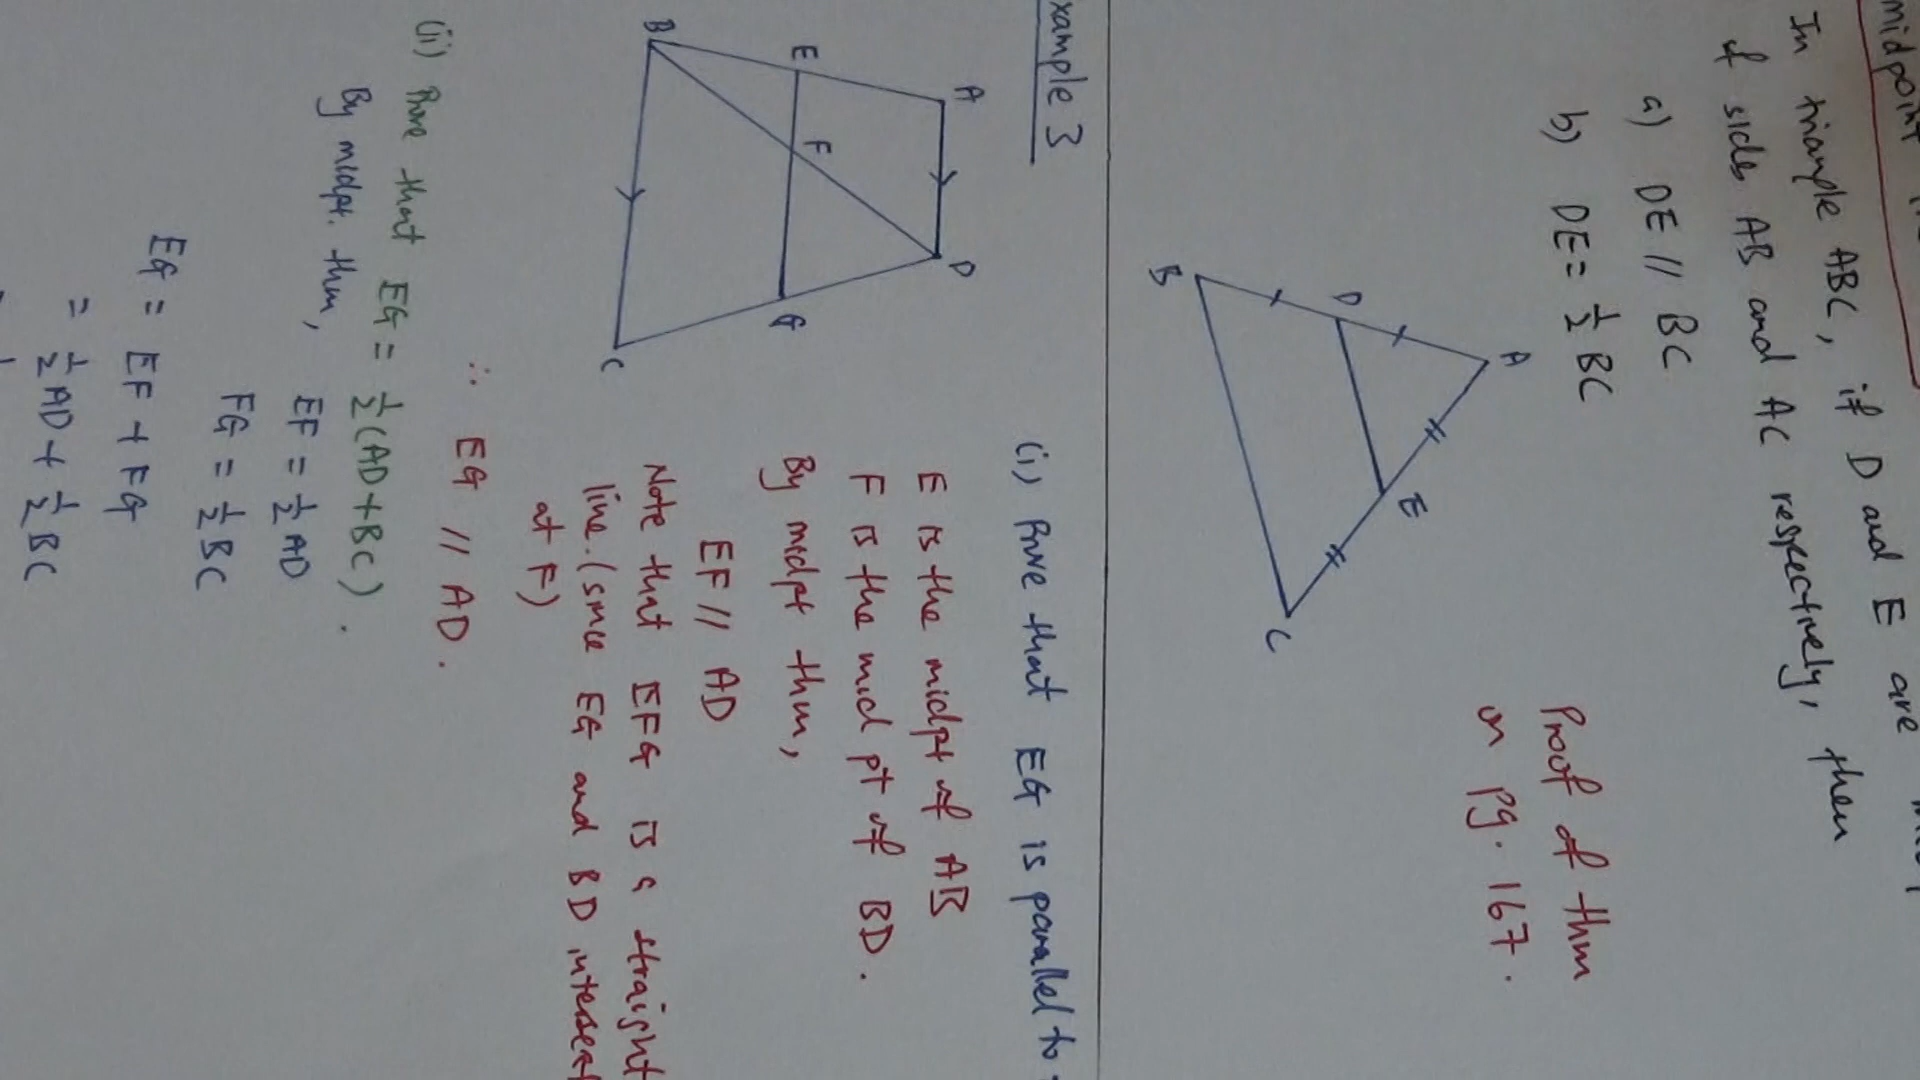 midpoint
In triangle ABC, if D and E are
of sides AB and AC respectively, then
a) DE // BC
b) DE = 1/2 BC
Proof of thm
on pg. 167.
A
D
E
B
C
xample 3
(i) Prove that EG is parallel to
A
E
B
F
D
G
C
E is the midpt of AB
F is the mid pt of BD.
By midpt thm,
EF // AD
Note that EFG is a straight
line. (since EG and BD intersect
at F)
∴ EG // AD.
(ii) Prove that EG = 1/2 (AD + BC).
By midpt. thm, EF = 1/2 AD
FG = 1/2 BC
EG = EF + FG
= 1/2 AD + 1/2 BC